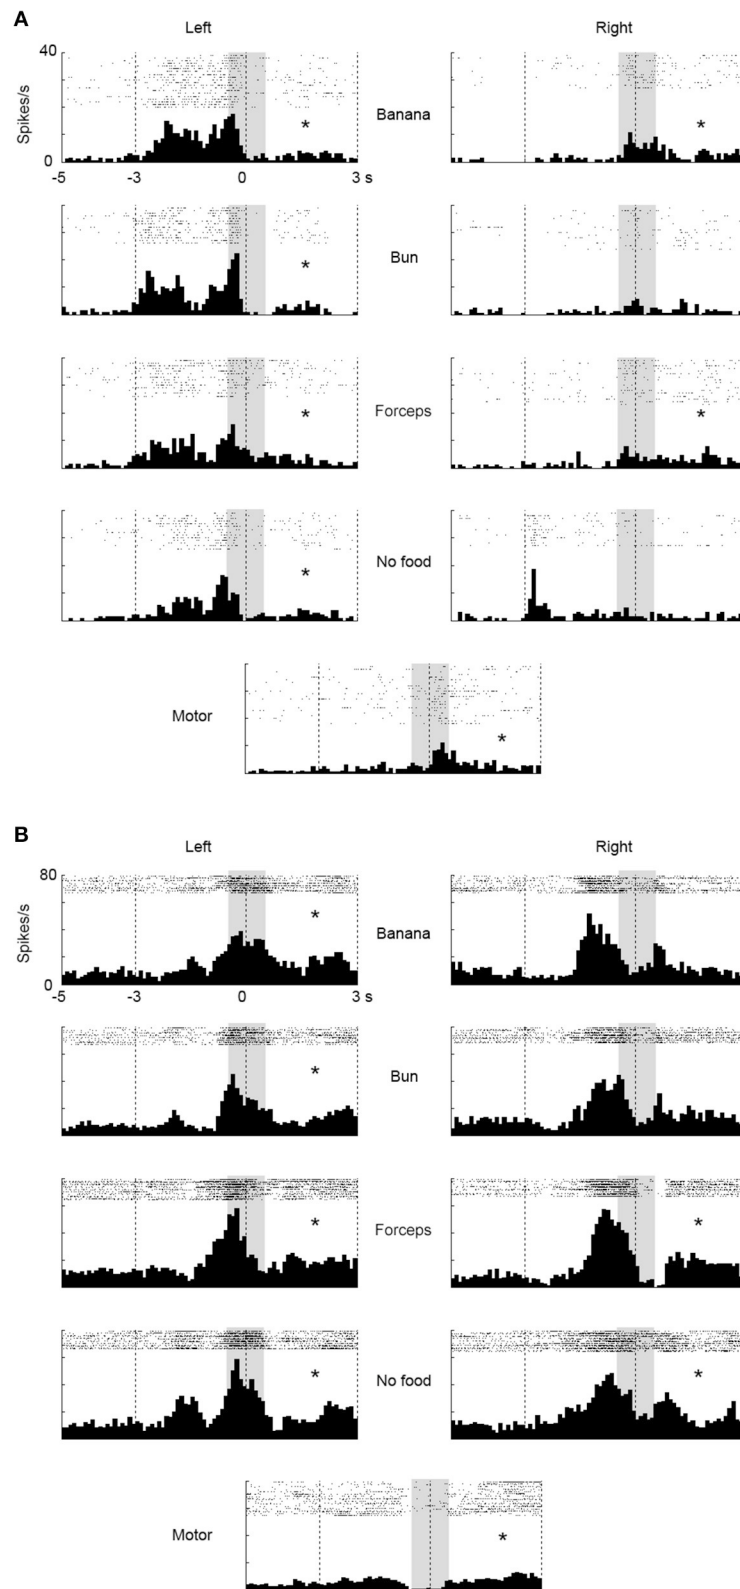 A
Left Right
40
Spikes/s
Banana
*
*
0
-5 -3 0 3 s
Bun
*
Forceps
*
*
No food
*
Motor
*
B
Left Right
80
Spikes/s
Banana
*
0
-5 -3 0 3 s
Bun
*
Forceps
*
*
No food
*
*
Motor
*